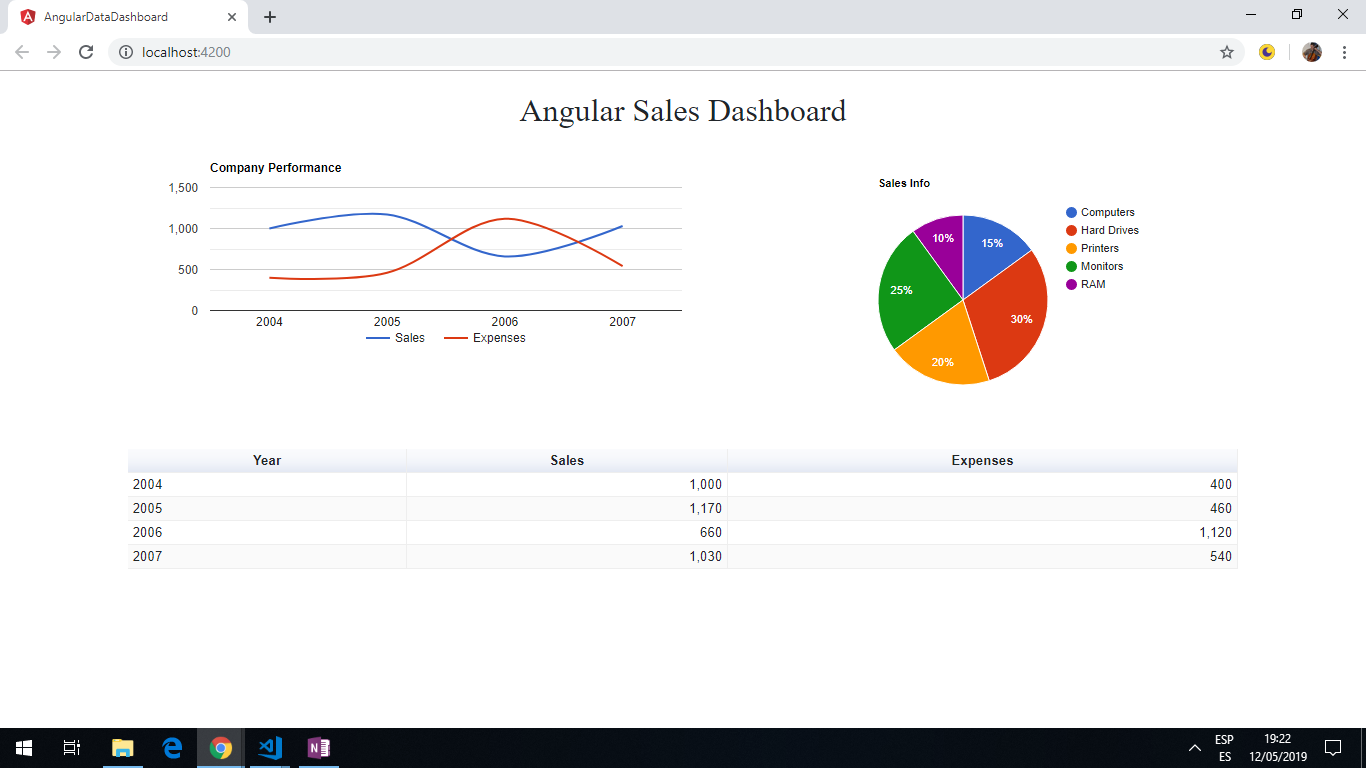 AngularDataDashboard
localhost:4200
Angular Sales Dashboard
Company Performance
1,500
1,000
500
0
2004 2005 2006 2007
Sales Expenses
Sales Info
15%
30%
20%
25%
10%
Computers
Hard Drives
Printers
Monitors
RAM
Year Sales Expenses
2004 1,000 400
2005 1,170 460
2006 660 1,120
2007 1,030 540
N
ESP
ES
19:22
12/05/2019